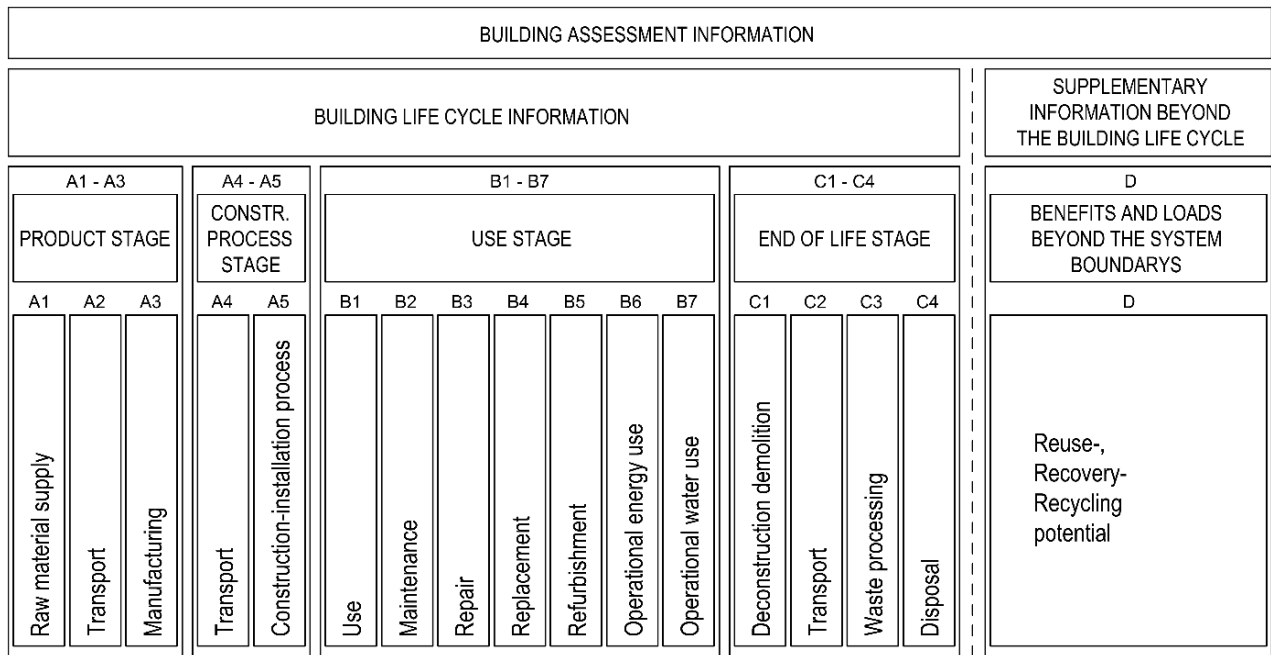 BUILDING ASSESSMENT INFORMATION
BUILDING LIFE CYCLE INFORMATION
SUPPLEMENTARY
INFORMATION BEYOND
THE BUILDING LIFE CYCLE
A1 - A3
PRODUCT STAGE
A4 - A5
CONSTR.
PROCESS
STAGE
B1 - B7
USE STAGE
C1 - C4
END OF LIFE STAGE
D
BENEFITS AND LOADS
BEYOND THE SYSTEM
BOUNDARYS
A1
Raw material supply
A2
Transport
A3
Manufacturing
A4
Transport
A5
Construction-installation process
B1
Use
B2
Maintenance
B3
Repair
B4
Replacement
B5
Refurbishment
B6
Operational energy use
B7
Operational water use
C1
Deconstruction demolition
C2
Transport
C3
Waste processing
C4
Disposal
D
Reuse-,
Recovery-
Recycling
potential